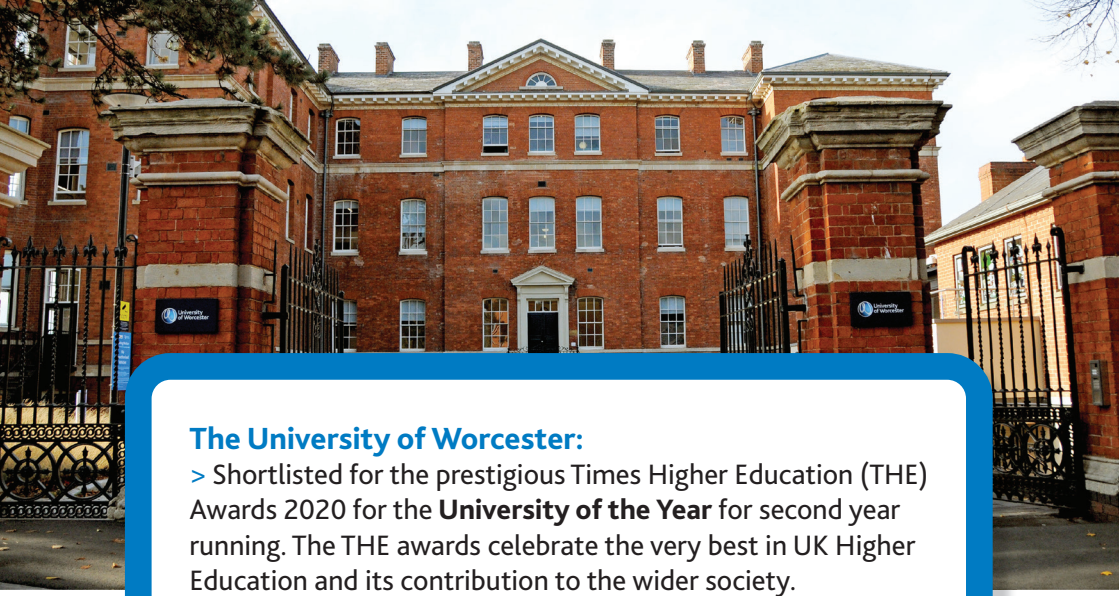 University
of Worcester
University
of Worcester
The University of Worcester:
> Shortlisted for the prestigious Times Higher Education (THE)
Awards 2020 for the University of the Year for second year
running. The THE awards celebrate the very best in UK Higher
Education and its contribution to the wider society.